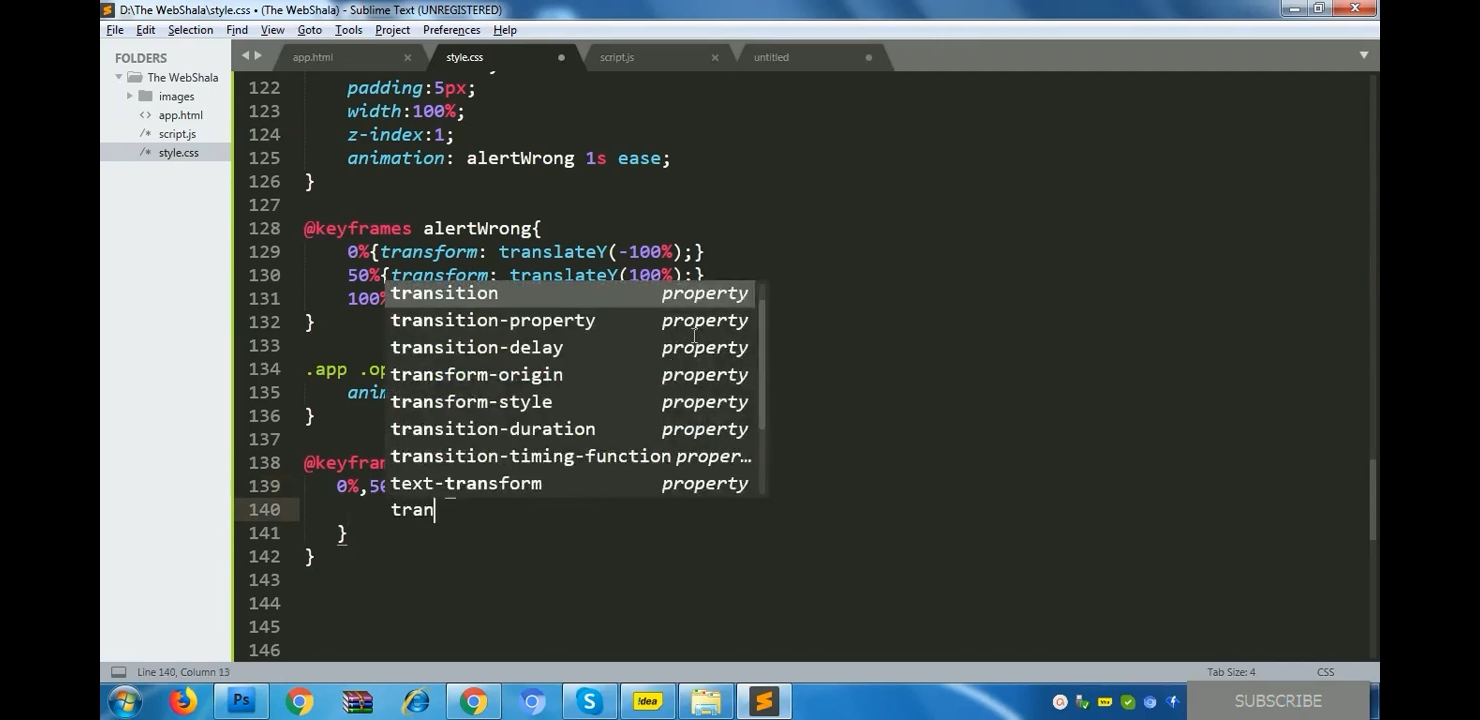 D:\The WebShala\style.css • (The WebShala) - Sublime Text (UNREGISTERED)
File Edit Selection Find View Goto Tools Project Preferences Help
FOLDERS
The WebShala
images
app.html
script.js
style.css
app.html style.css script.js untitled
122 padding:5px;
123 width:100%;
124 z-index:1;
125 animation: alertWrong 1s ease;
126 }
127
128 @keyframes alertWrong{
129 0%{transform: translateY(-100%);}
130 50%{transform: translateY(100%);}
131 100%
132 }
133
134 .app .op
135 anim
136 }
137
138 @keyfram
139 0%,50
140 tran
141 }
142 }
143
144
145
146
transition property
transition-property property
transition-delay property
transform-origin property
transform-style property
transition-duration property
transition-timing-function proper...
text-transform property
Line 140, Column 13 Tab Size: 4 CSS
Ps
!dea
SUBSCRIBE